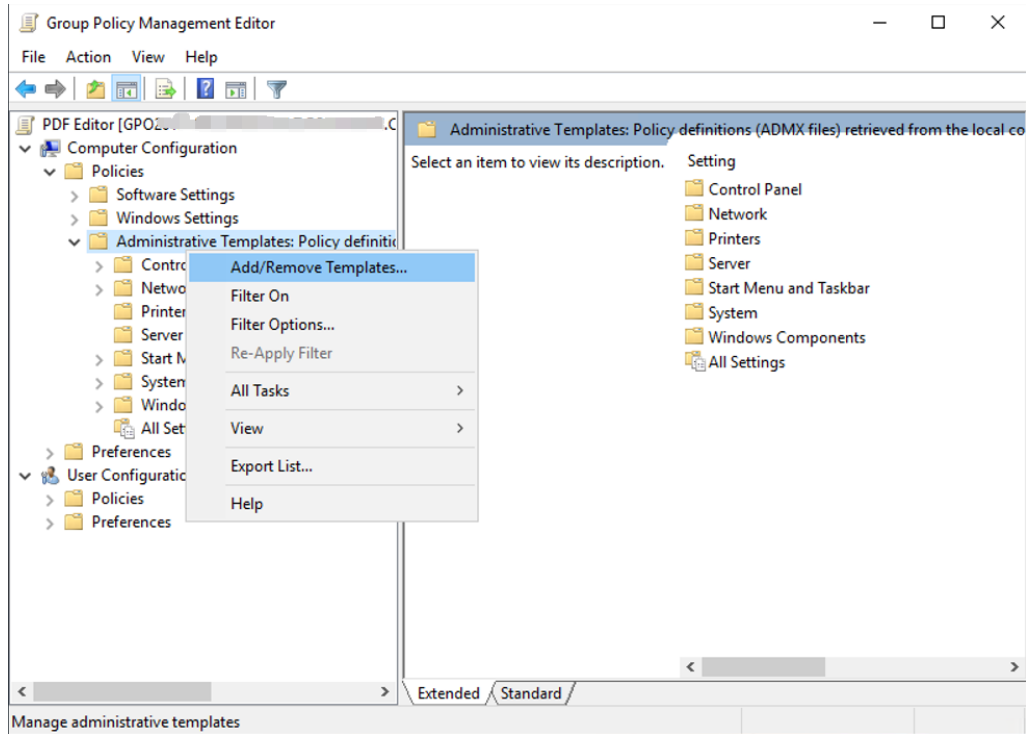 Group Policy Management Editor
File Action View Help
PDF Editor [GPO
Computer Configuration
Policies
Software Settings
Windows Settings
Administrative Templates: Policy definitic
Contro
Netwo
Printer
Server
Start M
System
Windo
All Set
Preferences
User Configuratic
Policies
Preferences
Add/Remove Templates...
Filter On
Filter Options...
Re-Apply Filter
All Tasks
View
Export List...
Help
Administrative Templates: Policy definitions (ADMX files) retrieved from the local co
Select an item to view its description.
Setting
Control Panel
Network
Printers
Server
Start Menu and Taskbar
System
Windows Components
All Settings
Extended Standard
Manage administrative templates